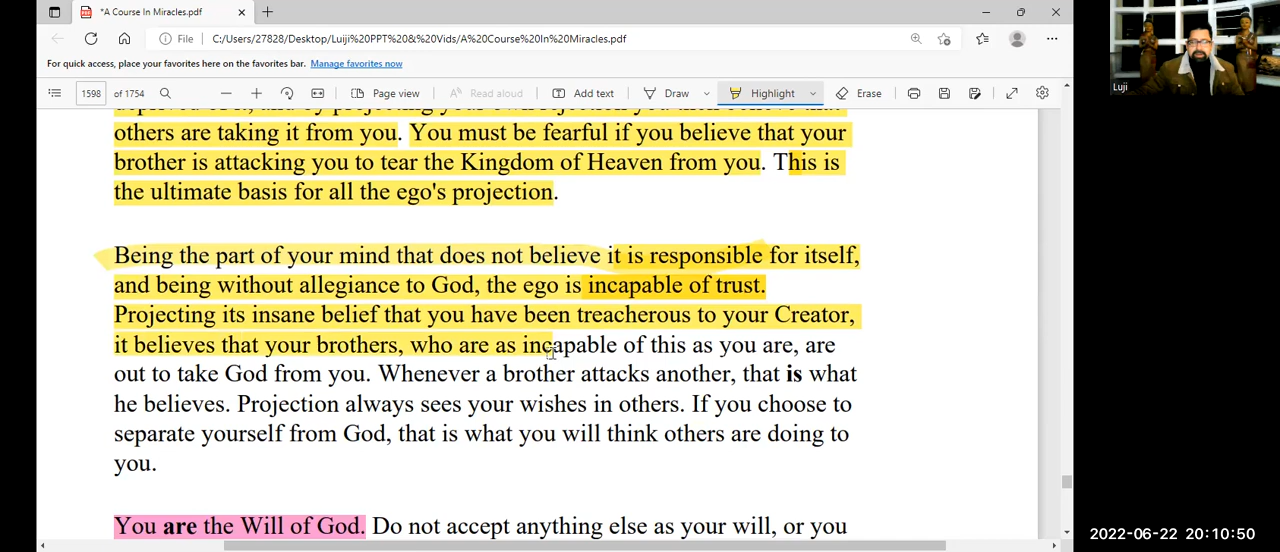 *A Course In Miracles.pdf
File C:/Users/27828/Desktop/Luiji%20PPT%20&%20Vids/A%20Course%20In%20Miracles.pdf
For quick access, place your favorites here on the favorites bar. Manage favorites now
1598 of 1754 Page view Read aloud Add text Draw Highlight Erase
others are taking it from you. You must be fearful if you believe that your
brother is attacking you to tear the Kingdom of Heaven from you. This is
the ultimate basis for all the ego's projection.
Being the part of your mind that does not believe it is responsible for itself,
and being without allegiance to God, the ego is incapable of trust.
Projecting its insane belief that you have been treacherous to your Creator,
it believes that your brothers, who are as incapable of this as you are, are
out to take God from you. Whenever a brother attacks another, that is what
he believes. Projection always sees your wishes in others. If you choose to
separate yourself from God, that is what you will think others are doing to
you.
You are the Will of God. Do not accept anything else as your will, or you
Luji
2022-06-22 20:10:50